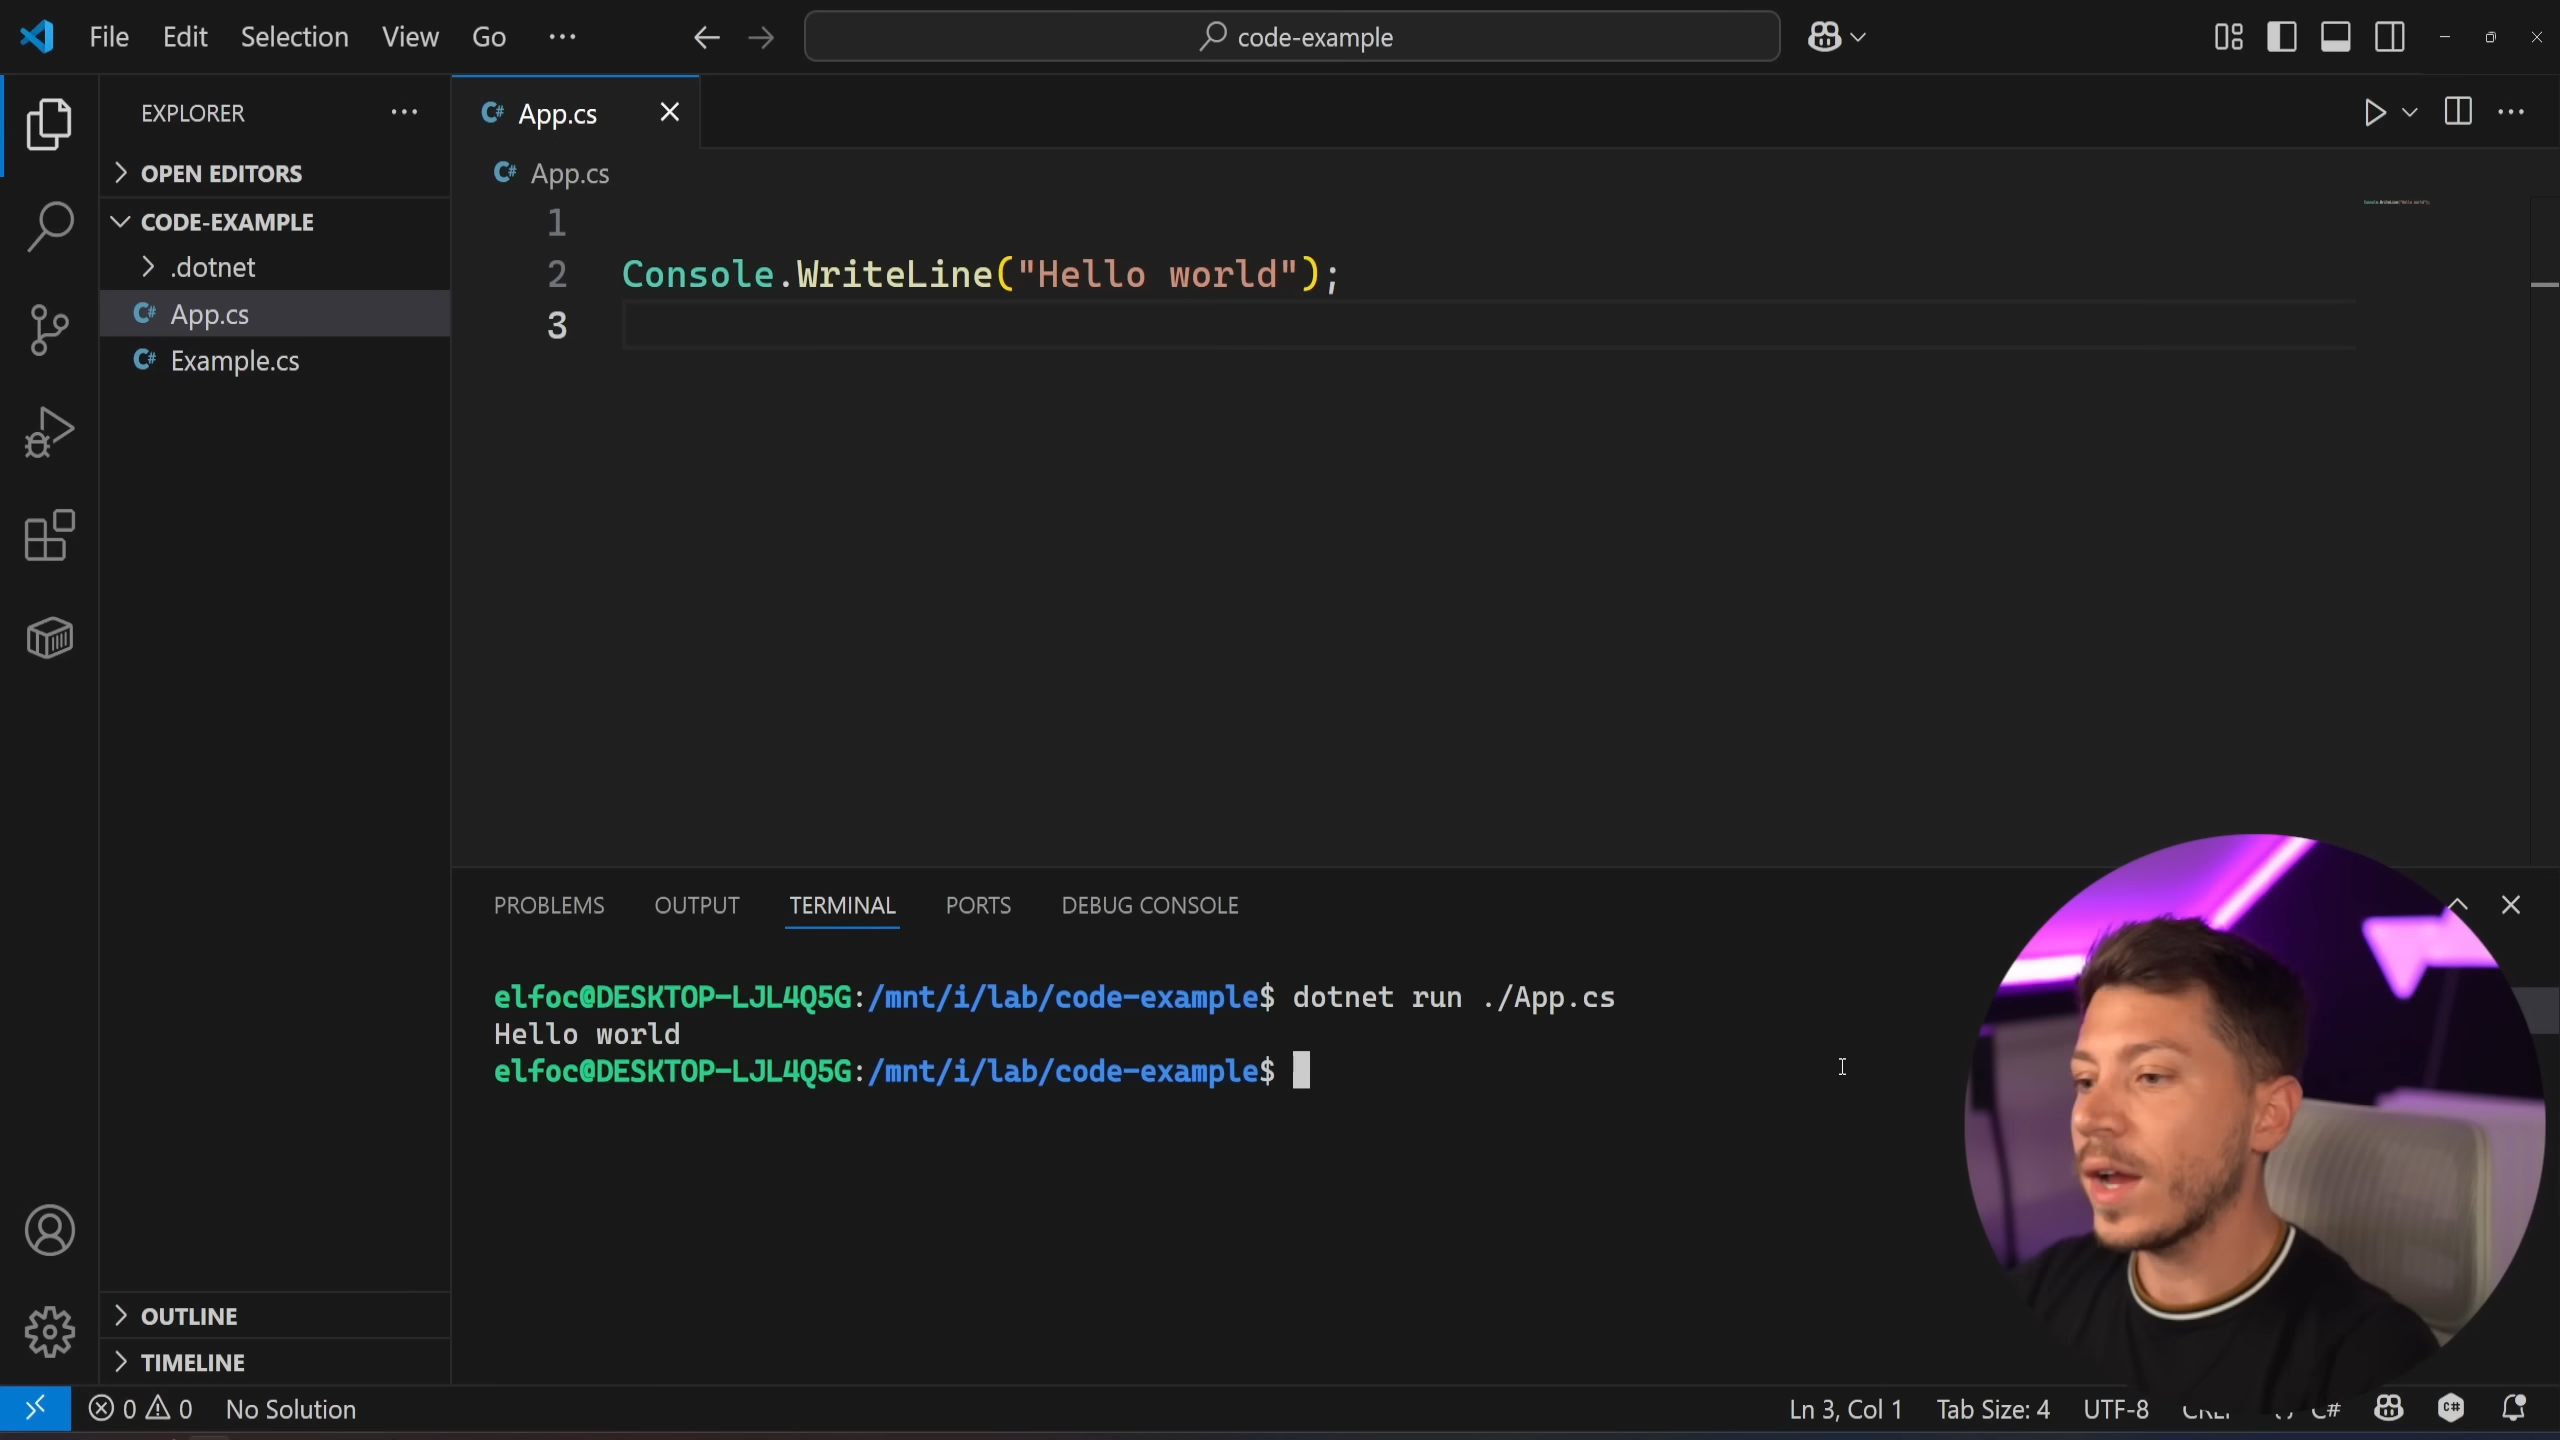 File Edit Selection View Go ...
code-example
EXPLORER
OPEN EDITORS
CODE-EXAMPLE
.dotnet
App.cs
Example.cs
OUTLINE
TIMELINE
App.cs
App.cs
1
2 Console.WriteLine("Hello world");
3
PROBLEMS OUTPUT TERMINAL PORTS DEBUG CONSOLE
elfoc@DESKTOP-LJL4Q5G:/mnt/i/lab/code-example$ dotnet run ./App.cs
Hello world
elfoc@DESKTOP-LJL4Q5G:/mnt/i/lab/code-example$
0 0 No Solution Ln 3, Col 1 Tab Size: 4 UTF-8 C#